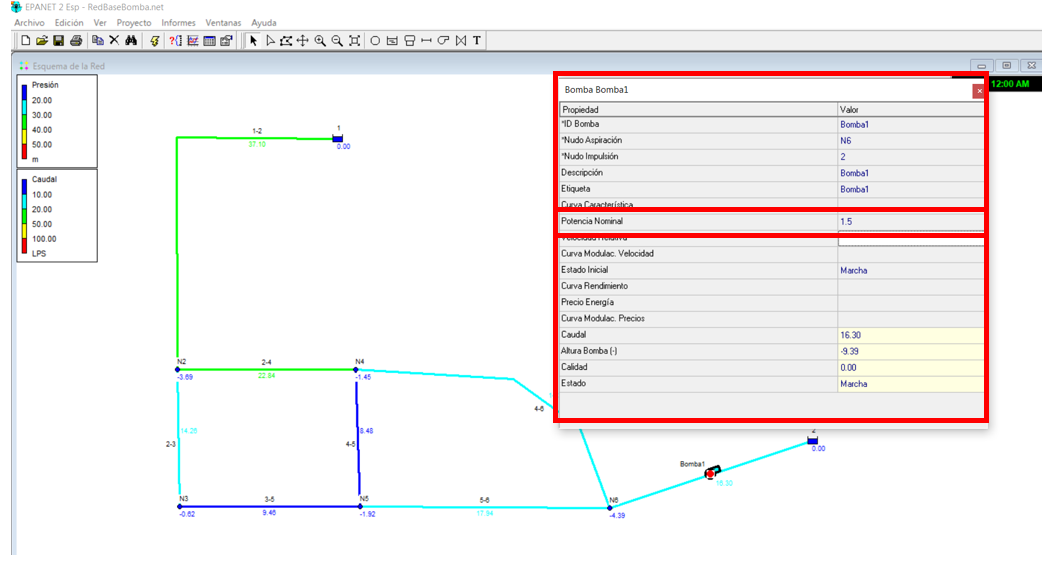 EPANET 2 Esp - RedBaseBomba.net
Archivo Edición Ver Proyecto Informes Ventanas Ayuda
Esquema de la Red
12:00 AM
Presión
20.00
30.00
40.00
50.00
m
Caudal
10.00
20.00
50.00
100.00
LPS
1-2
37.10
1
0.00
N2
-3.69
2-4
22.84
N4
-1.45
14.26
2-3
8.48
4-5
4-6
N3
-0.62
3-5
9.46
N5
-1.92
5-6
17.94
N6
-4.39
Bomba1
16.30
2
0.00
Bomba Bomba1
Propiedad Valor
*ID Bomba Bomba1
*Nudo Aspiración N6
*Nudo Impulsión 2
Descripción Bomba1
Etiqueta Bomba1
Curva Característica
Potencia Nominal 1.5
Velocidad Relativa
Curva Modulac. Velocidad
Estado Inicial Marcha
Curva Rendimiento
Precio Energía
Curva Modulac. Precios
Caudal 16.30
Altura Bomba (-) -9.39
Calidad 0.00
Estado Marcha